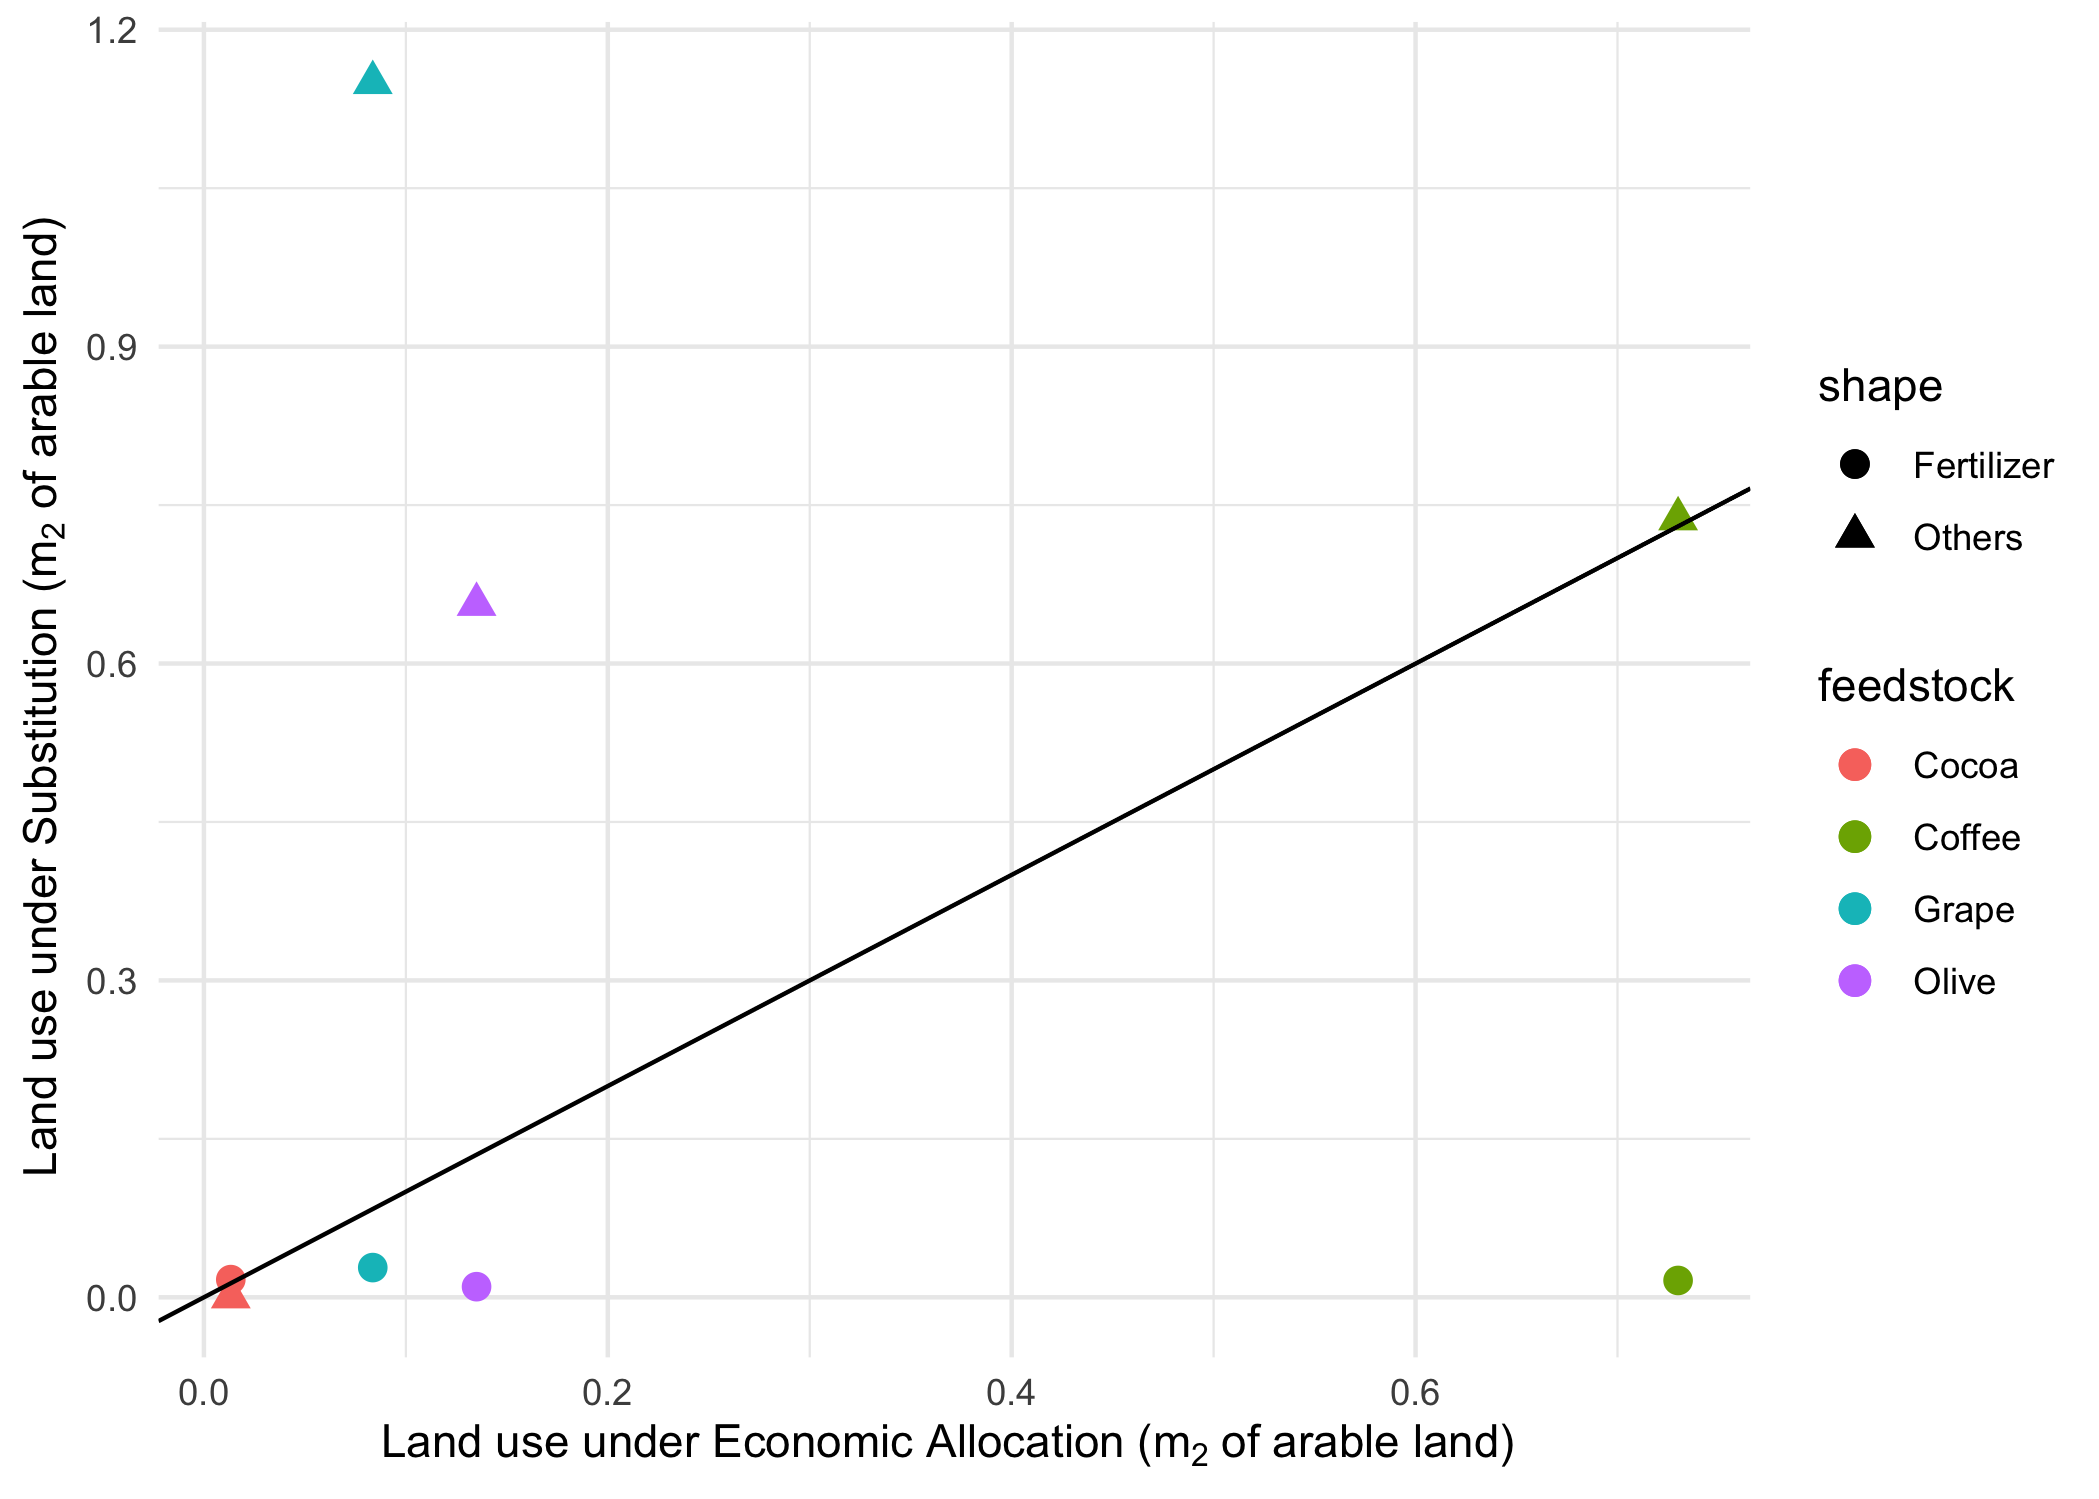 1.2
0.9
0.6
0.3
0.0
Land use under Substitution (m₂ of arable land)
0.0 0.2 0.4 0.6
Land use under Economic Allocation (m₂ of arable land)
shape
Fertilizer
Others
feedstock
Cocoa
Coffee
Grape
Olive